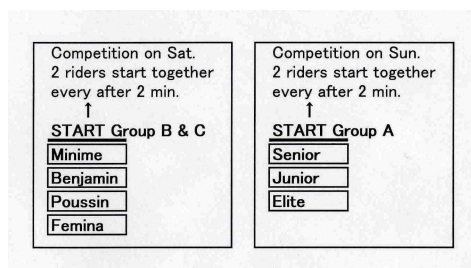 Competition on Sat.
2 riders start together
every after 2 min.
↑
START Group B & C
Minime
Benjamin
Poussin
Femina
Competition on Sun.
2 riders start together
every after 2 min.
↑
START Group A
Senior
Junior
Elite